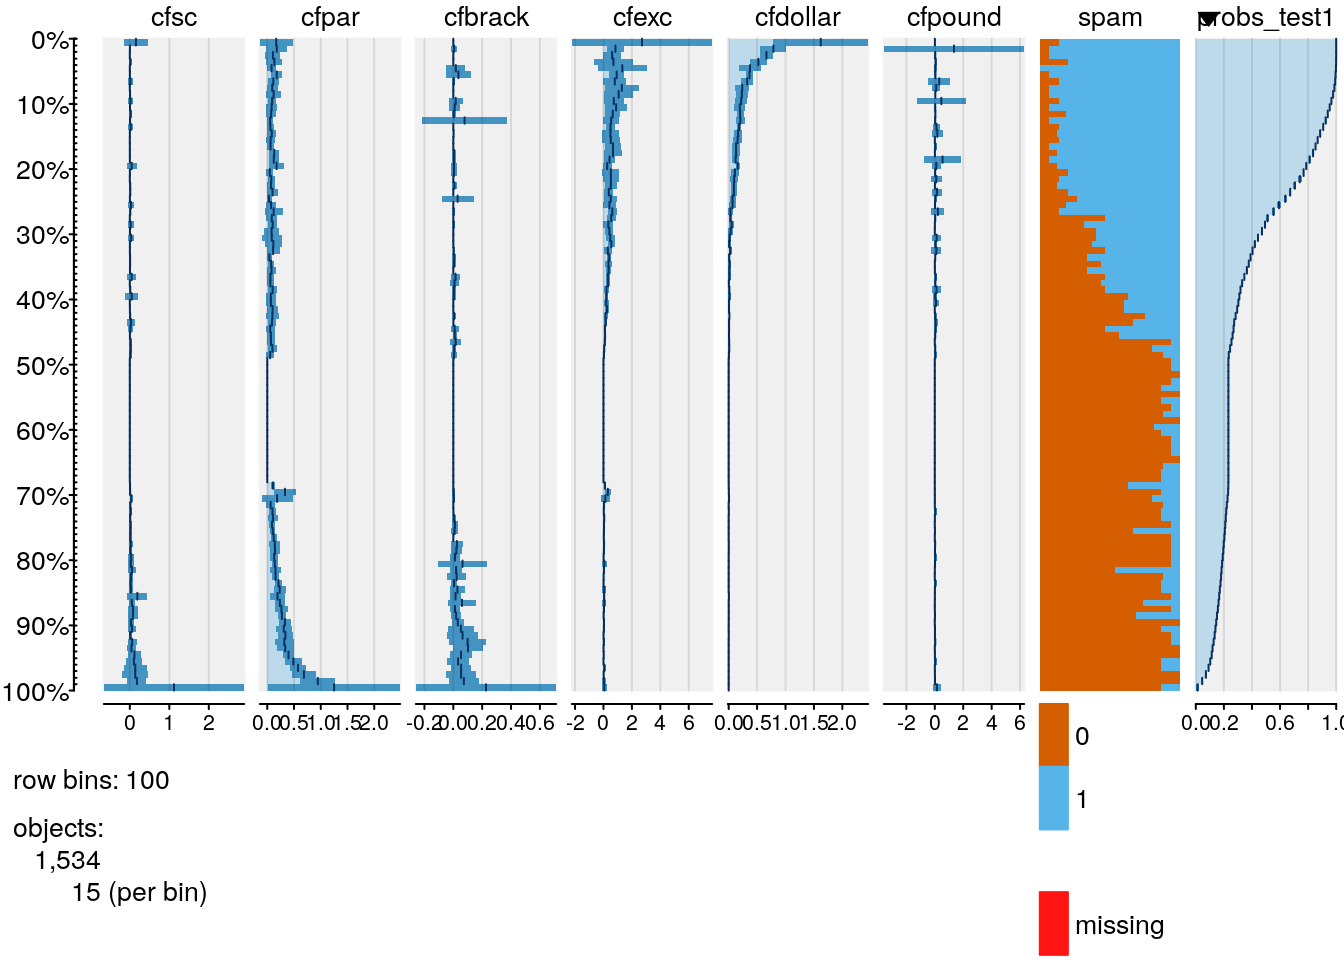 cfsc cfpar cfbrack cfexc cfdollar cfpound spam probs_test1
0%
10%
20%
30%
40%
50%
60%
70%
80%
90%
100%
0 1 2 0.0 0.5 1.0 1.5 2.0 -0.2 0.0 0.2 0.4 0.6 -2 0 2 4 6 0.0 0.5 1.0 1.5 2.0 -2 0 2 4 6 0.0 0.2 0.6 1.0
0
1
missing
row bins: 100
objects:
1,534
15 (per bin)